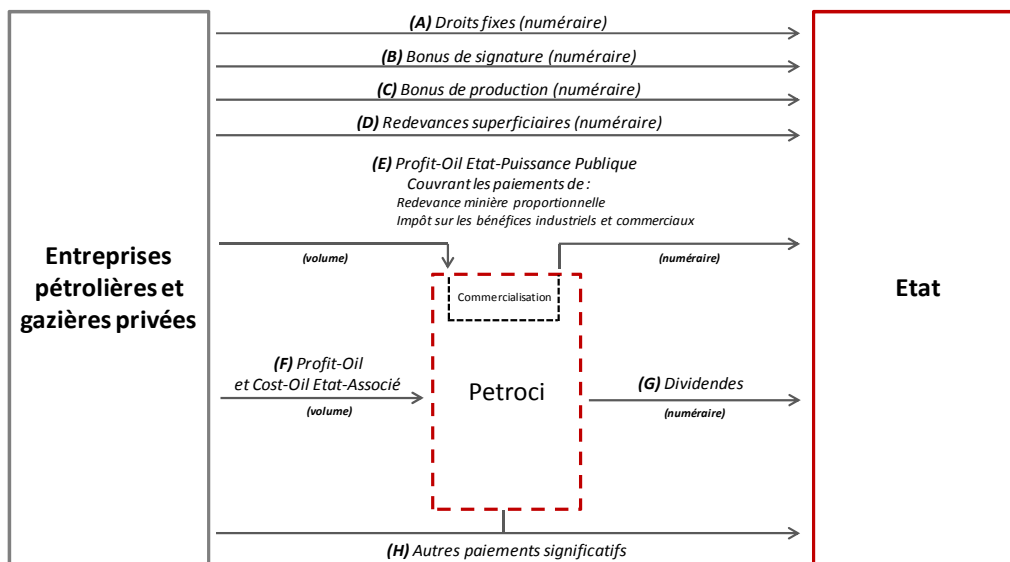 (A) Droits fixes (numéraire)
(B) Bonus de signature (numéraire)
(C) Bonus de production (numéraire)
(D) Redevances superficiaires (numéraire)
(E) Profit-Oil Etat-Puissance Publique
Couvrant les paiements de :
Redevance minière proportionnelle
Impôt sur les bénéfices industriels et commerciaux
(volume)
(numéraire)
Entreprises
pétrolières et
gazières privées
Commercialisation
Etat
(F) Profit-Oil
et Cost-Oil Etat-Associé
(volume)
Petroci
(G) Dividendes
(numéraire)
(H) Autres paiements significatifs